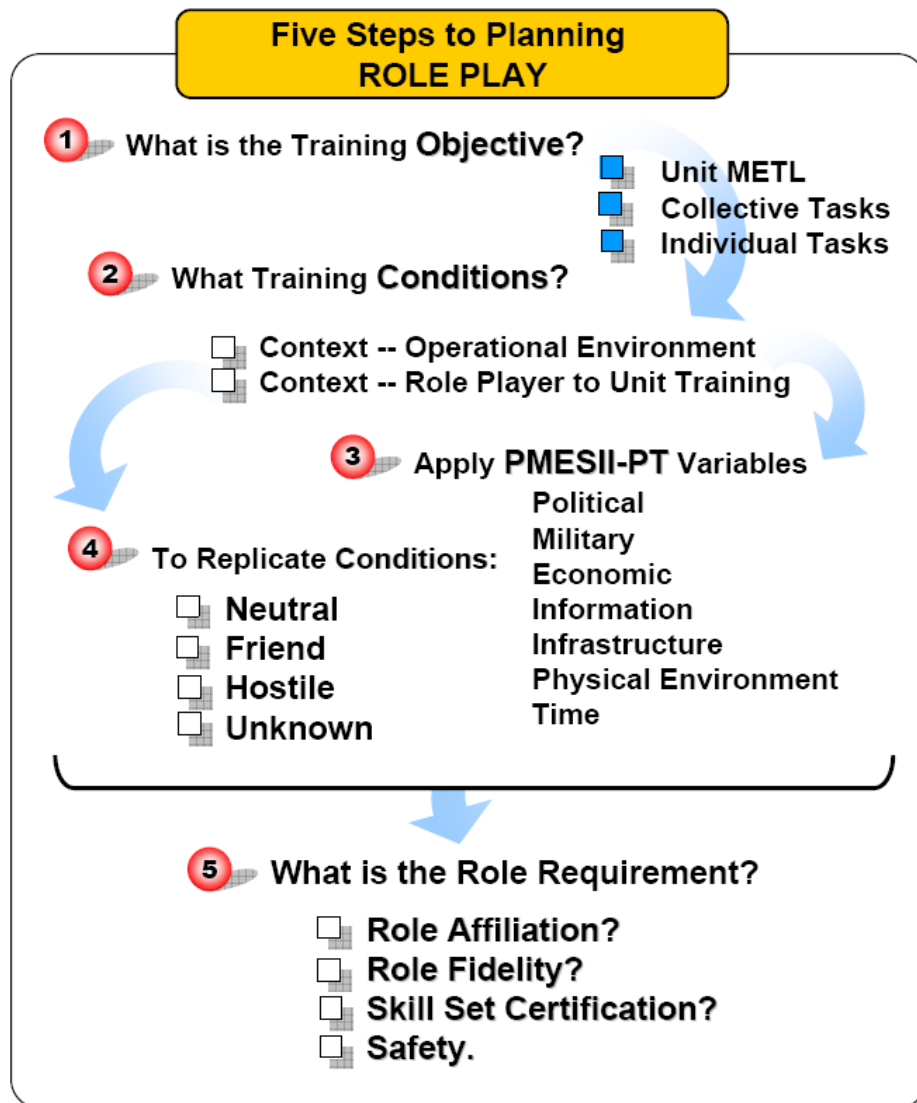 Five Steps to Planning
ROLE PLAY
1 What is the Training Objective?
Unit METL
Collective Tasks
Individual Tasks
2 What Training Conditions?
Context -- Operational Environment
Context -- Role Player to Unit Training
3 Apply PMESII-PT Variables
Political
Military
Economic
Information
Infrastructure
Physical Environment
Time
4 To Replicate Conditions:
Neutral
Friend
Hostile
Unknown
5 What is the Role Requirement?
Role Affiliation?
Role Fidelity?
Skill Set Certification?
Safety.